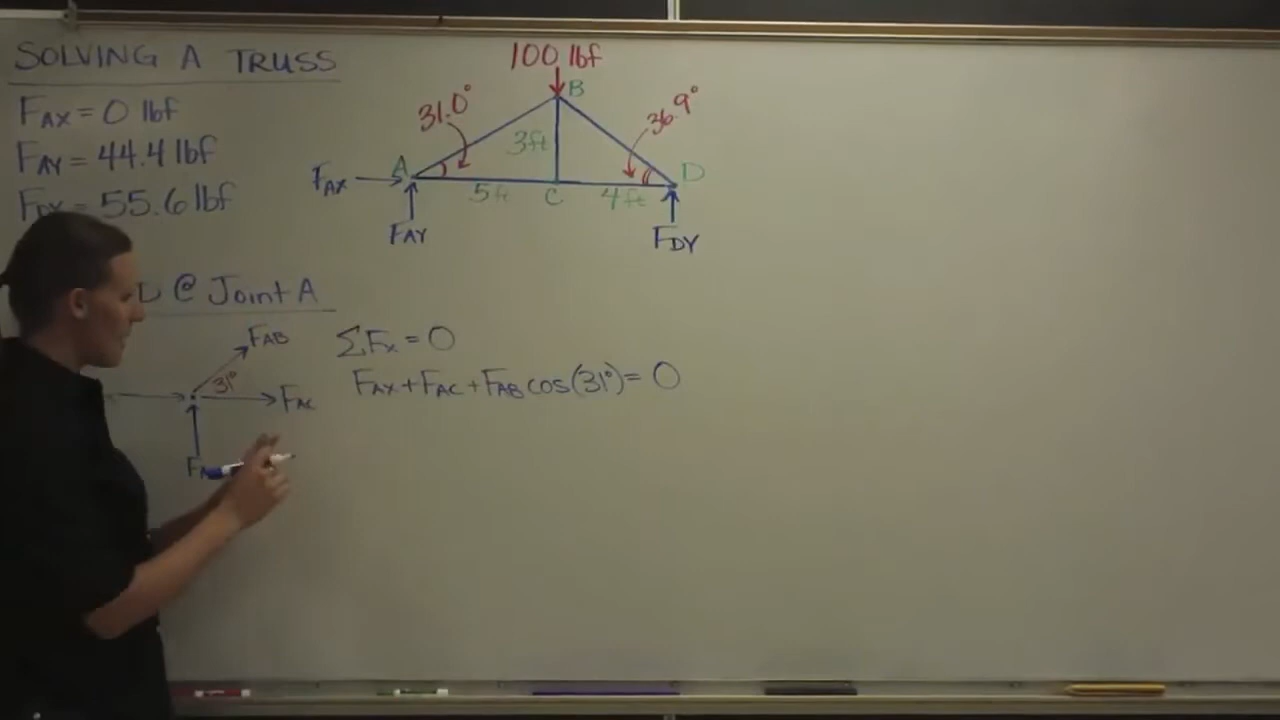 SOLVING A TRUSS
FAX = 0 lbf
FAY = 44.4 lbf
FDY = 55.6 lbf
100 lbf
B
31.0°
36.9°
3ft
A
D
FAX
5ft
C
4ft
FAY
FDY
D @ Joint A
FAB
31°
FAC
ΣFx = 0
FAX + FAC + FAB cos(31°) = 0